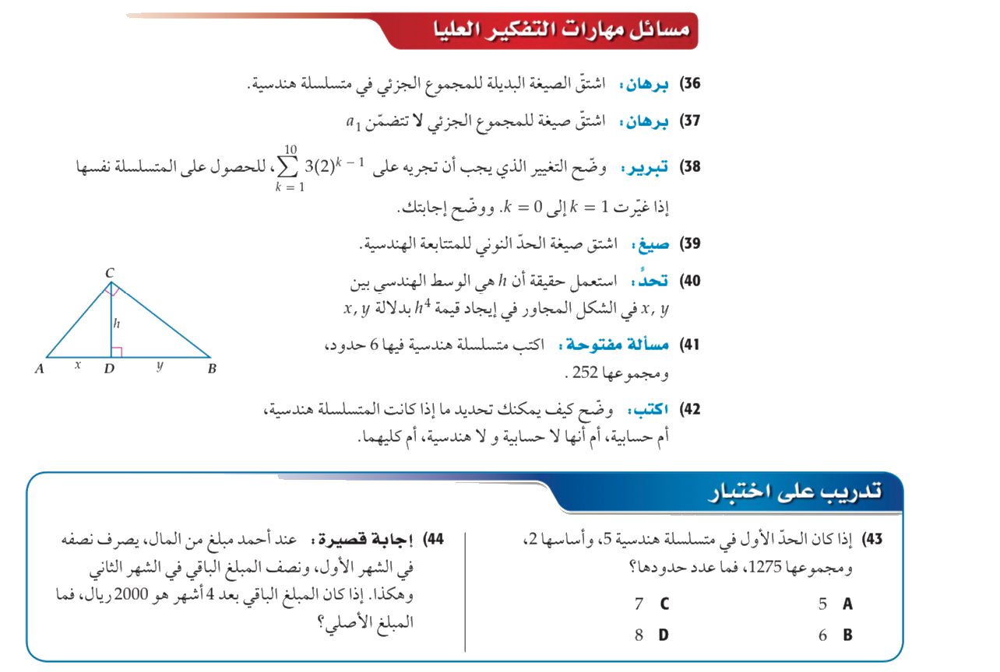 مسائل مهارات التفكير العليا
36) برهان: اشتقّ الصيغة البديلة للمجموع الجزئي في متسلسلة هندسية.
37) برهان: اشتقّ صيغة للمجموع الجزئي لا تتضمّن a₁
38) تبرير: وضّح التغيير الذي يجب أن تجريه على $\sum_{k=1}^{10} 3(2)^{k-1}$، للحصول على المتسلسلة نفسها
إذا غيّرت k = 1 إلى k = 0. ووضّح إجابتك.
39) صيغ: اشتق صيغة الحدّ النوني للمتتابعة الهندسية.
40) تحدٍّ: استعمل حقيقة أن h هي الوسط الهندسي بين
x, y في الشكل المجاور في إيجاد قيمة h⁴ بدلالة x, y
C
h
A x D y B
41) مسألة مفتوحة: اكتب متسلسلة هندسية فيها 6 حدود،
ومجموعها 252 .
42) اكتب: وضّح كيف يمكنك تحديد ما إذا كانت المتسلسلة هندسية،
أم حسابية، أم أنها لا حسابية و لا هندسية، أم كليهما.
تدريب على اختبار
43) إذا كان الحدّ الأول في متسلسلة هندسية 5، وأساسها 2،
ومجموعها 1275، فما عدد حدودها؟
A 5
C 7
B 6
D 8
44) إجابة قصيرة: عند أحمد مبلغ من المال، يصرف نصفه
في الشهر الأول، ونصف المبلغ الباقي في الشهر الثاني
وهكذا. إذا كان المبلغ الباقي بعد 4 أشهر هو 2000 ريال، فما
المبلغ الأصلي؟